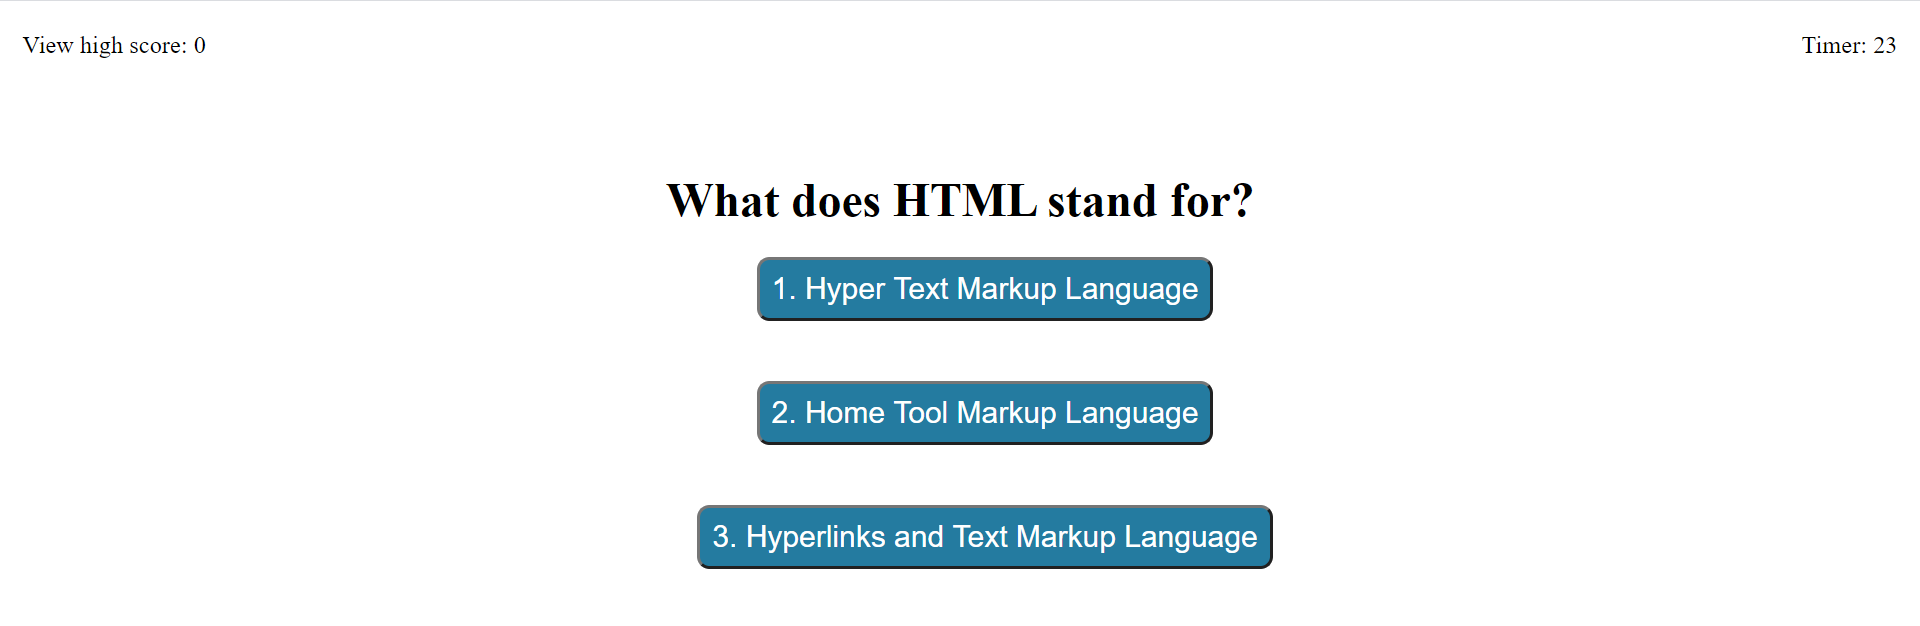 View high score: 0
Timer: 23
What does HTML stand for?
1. Hyper Text Markup Language
2. Home Tool Markup Language
3. Hyperlinks and Text Markup Language